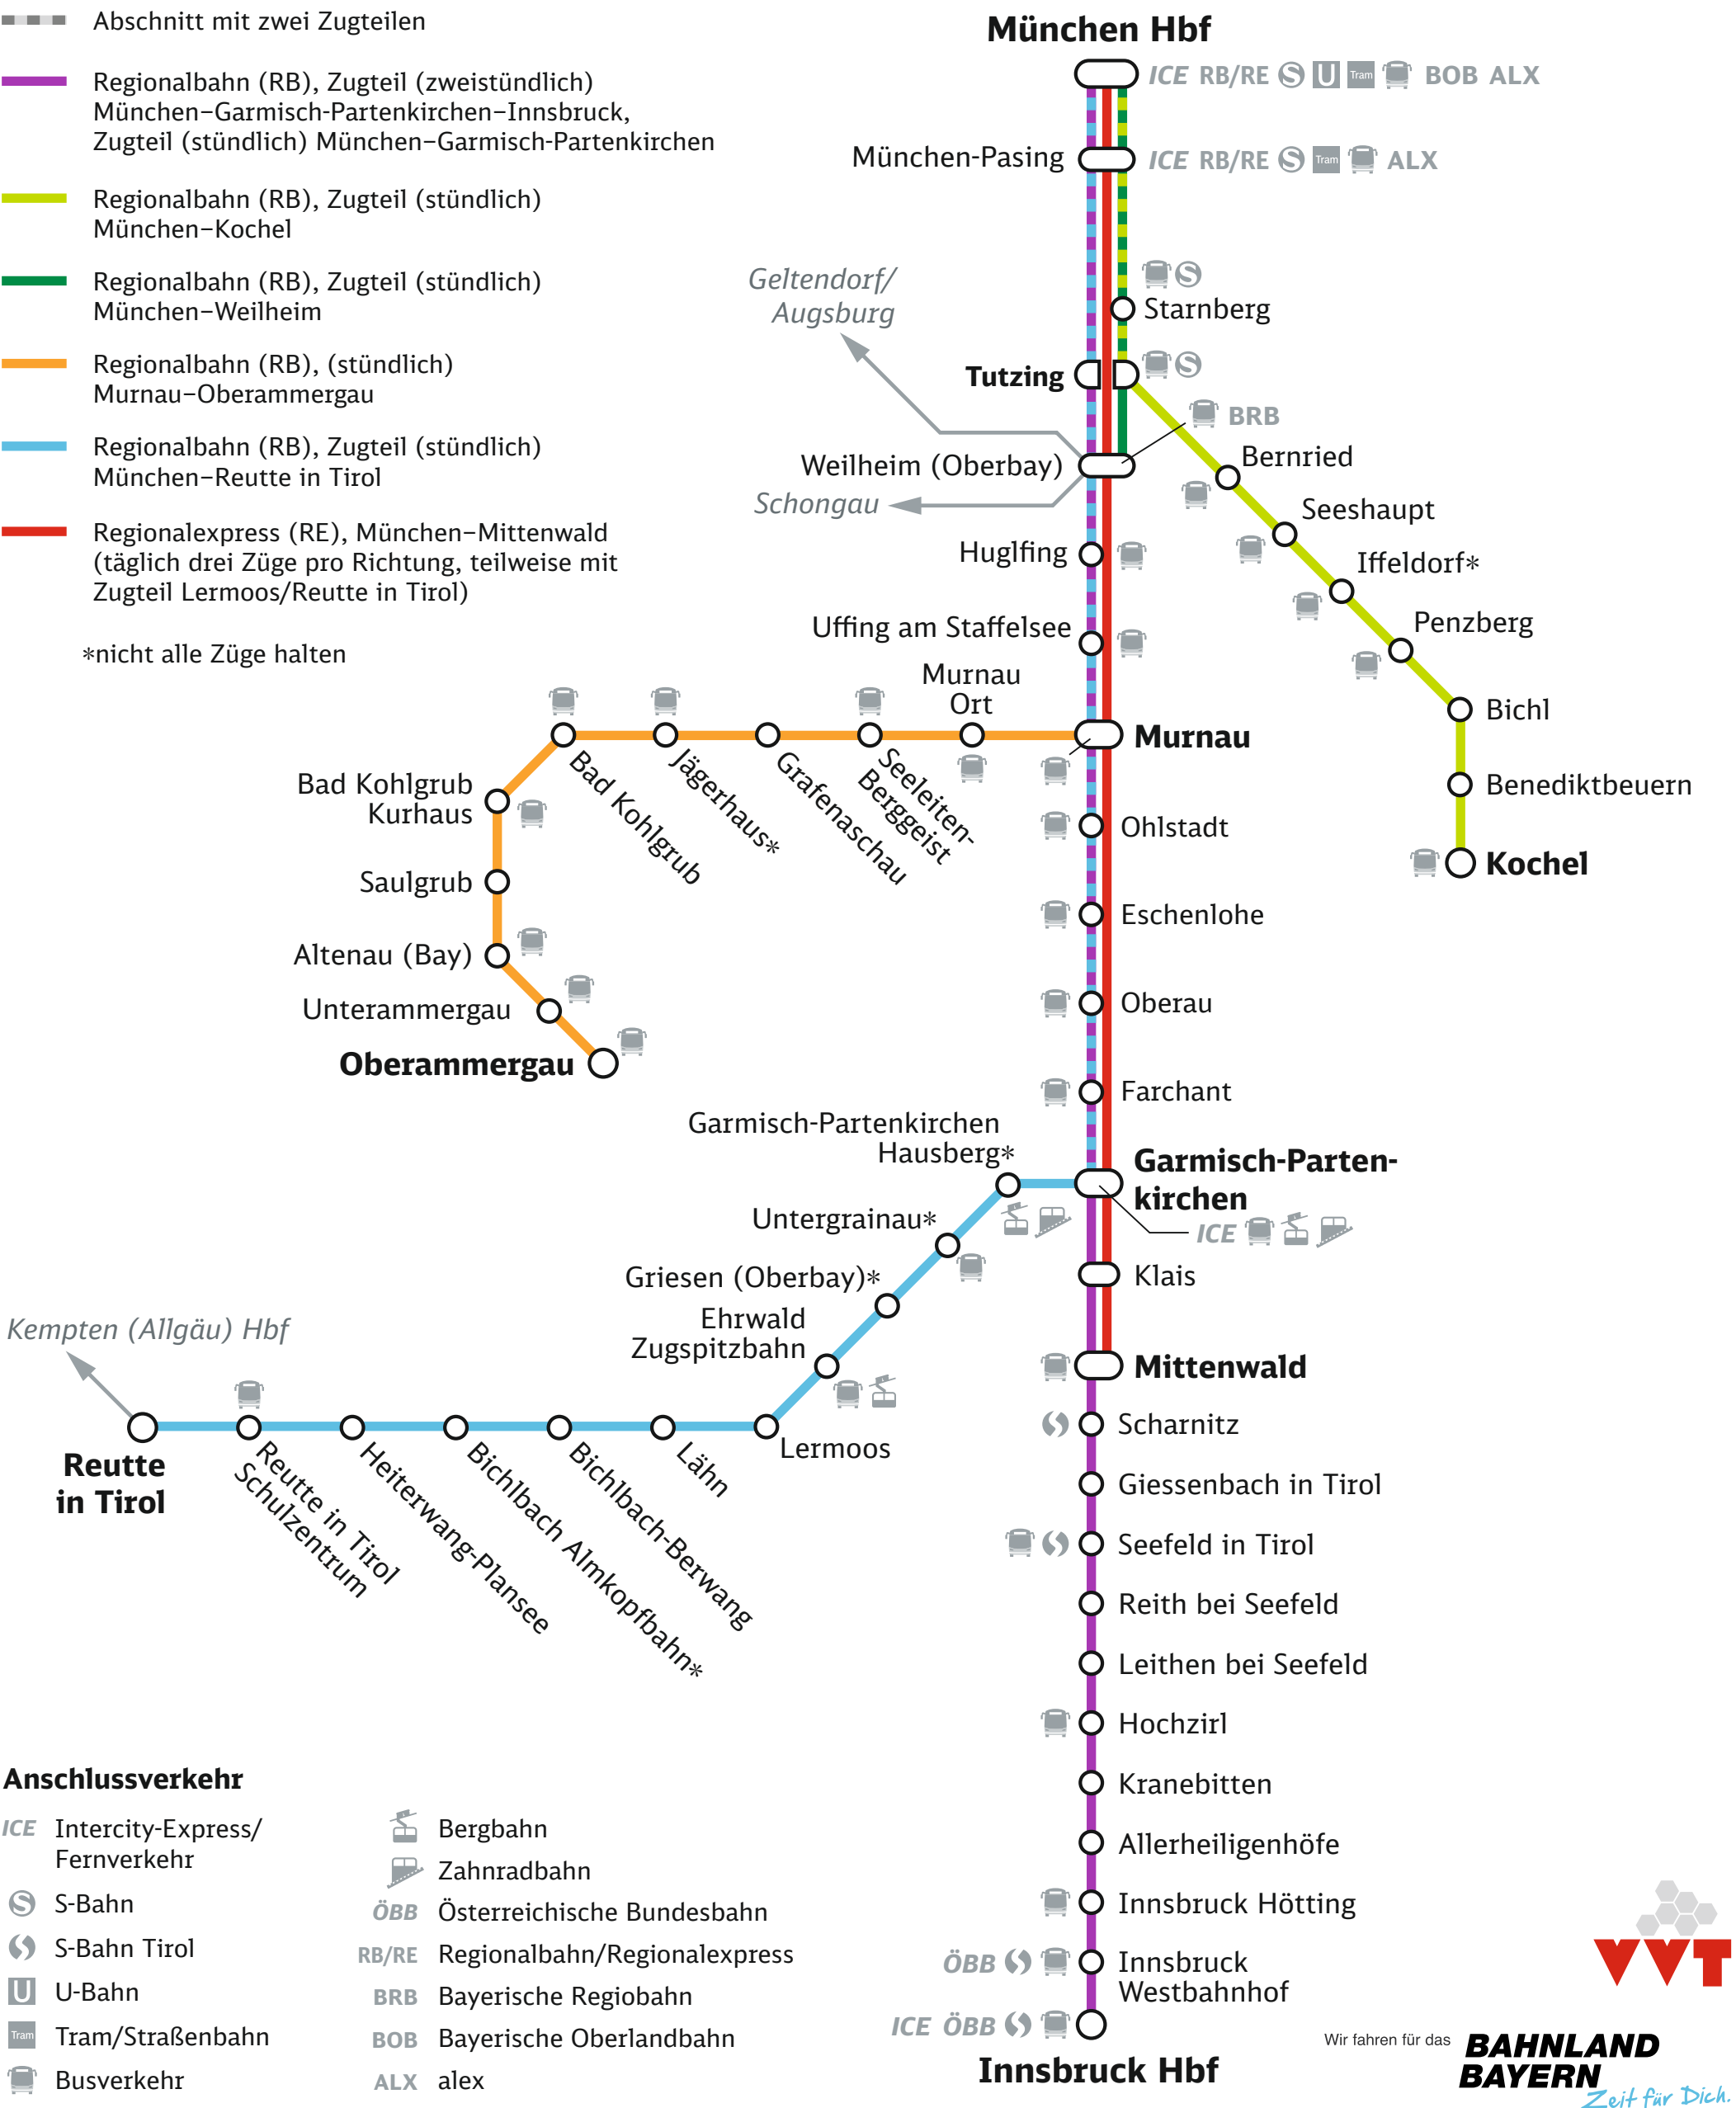 Abschnitt mit zwei Zugteilen
Regionalbahn (RB), Zugteil (zweistündlich)
München–Garmisch-Partenkirchen–Innsbruck,
Zugteil (stündlich) München–Garmisch-Partenkirchen
Regionalbahn (RB), Zugteil (stündlich)
München–Kochel
Regionalbahn (RB), Zugteil (stündlich)
München–Weilheim
Regionalbahn (RB), (stündlich)
Murnau–Oberammergau
Regionalbahn (RB), Zugteil (stündlich)
München–Reutte in Tirol
Regionalexpress (RE), München–Mittenwald
(täglich drei Züge pro Richtung, teilweise mit
Zugteil Lermoos/Reutte in Tirol)
*nicht alle Züge halten
München Hbf
ICE RB/RE S U Tram BOB ALX
München-Pasing
ICE RB/RE S Tram ALX
Geltendorf/
Augsburg
S
Starnberg
Tutzing
S
BRB
Weilheim (Oberbay)
Schongau
Bernried
Seeshaupt
Iffeldorf*
Penzberg
Bichl
Benediktbeuern
Kochel
Huglfing
Uffing am Staffelsee
Murnau
Ort
Murnau
Seeleiten-
Berggeist
Grafenaschau
Jägerhaus*
Bad Kohlgrub
Bad Kohlgrub
Kurhaus
Saulgrub
Altenau (Bay)
Unterammergau
Oberammergau
Ohlstadt
Eschenlohe
Oberau
Farchant
Garmisch-Partenkirchen
Hausberg*
Garmisch-Parten-
kirchen
ICE
Untergrainau*
Griesen (Oberbay)*
Ehrwald
Zugspitzbahn
Lermoos
Lähn
Bichlbach-Berwang
Bichlbach Almkopfbahn*
Heiterwang-Plansee
Reutte in Tirol
Schulzentrum
Reutte
in Tirol
Kempten (Allgäu) Hbf
Klais
Mittenwald
Scharnitz
Giessenbach in Tirol
Seefeld in Tirol
Reith bei Seefeld
Leithen bei Seefeld
Hochzirl
Kranebitten
Allerheiligenhöfe
Innsbruck Hötting
ÖBB
Innsbruck
Westbahnhof
ICE ÖBB
Innsbruck Hbf
Anschlussverkehr
ICE Intercity-Express/
Fernverkehr
S S-Bahn
S-Bahn Tirol
U U-Bahn
Tram Tram/Straßenbahn
Busverkehr
Bergbahn
Zahnradbahn
ÖBB Österreichische Bundesbahn
RB/RE Regionalbahn/Regionalexpress
BRB Bayerische Regiobahn
BOB Bayerische Oberlandbahn
ALX alex
VVT
Wir fahren für das
BAHNLAND
BAYERN
Zeit für Dich.